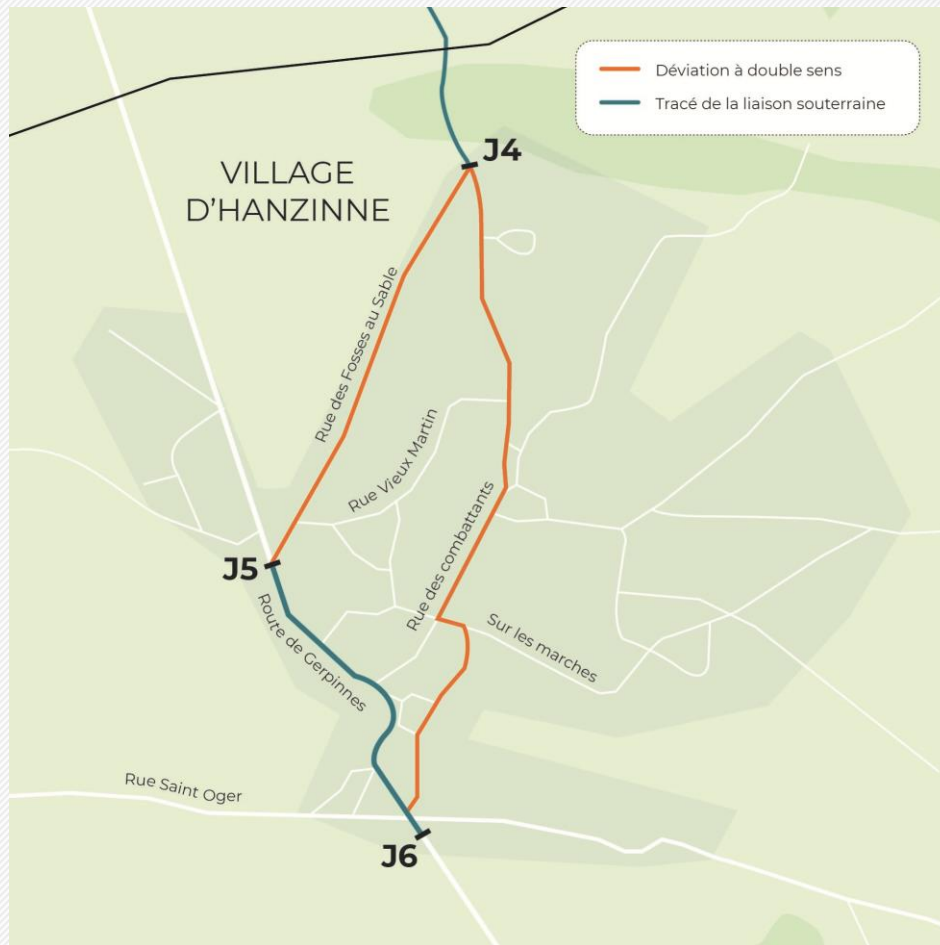 Déviation à double sens
Tracé de la liaison souterraine
J4
VILLAGE
D'HANZINNE
Rue des Fosses au Sable
Rue Vieux Martin
Rue des combattants
J5
Route de Gerpinnes
Sur les marches
Rue Saint Oger
J6